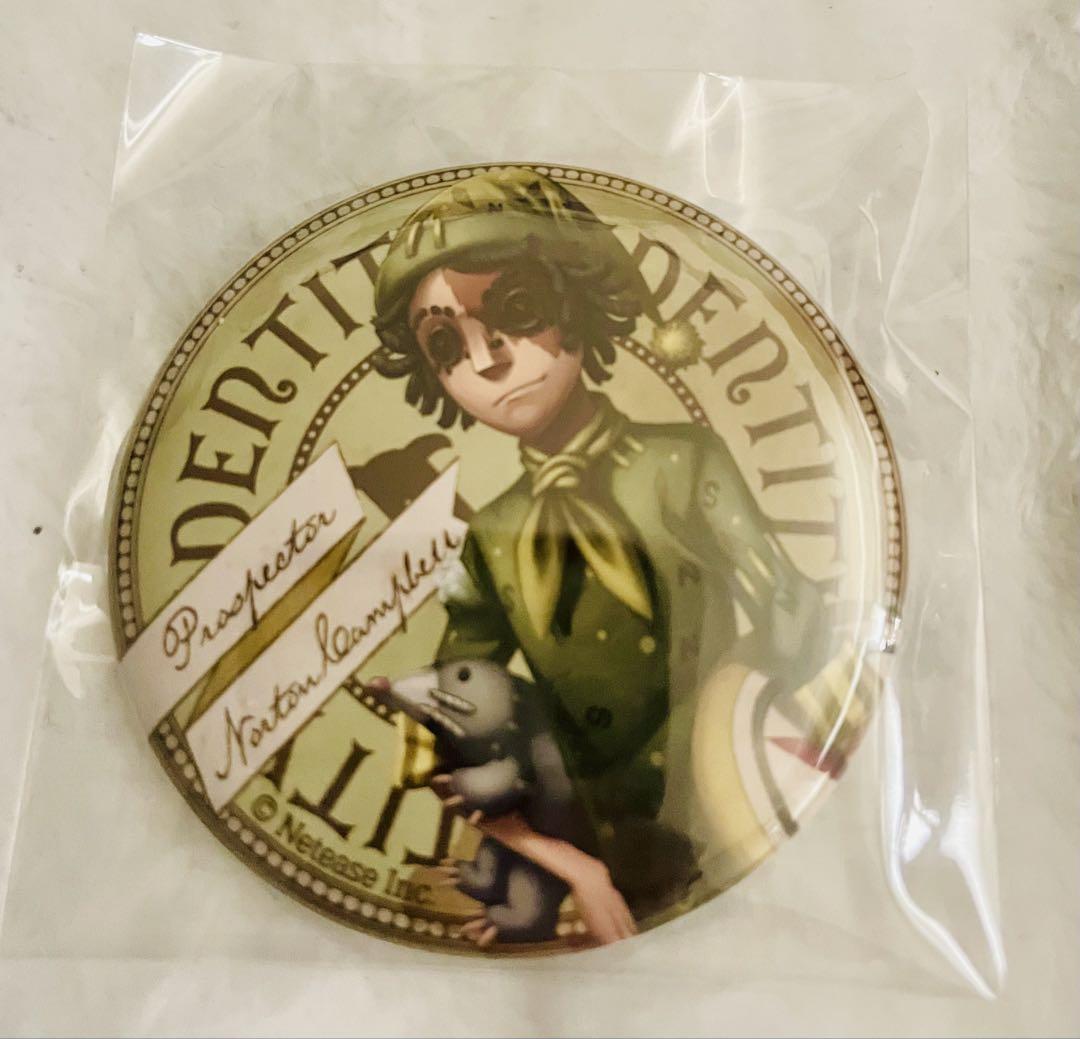 DENTITY
DENTITY
Prospector
Norton Campbell
© Netease Inc.